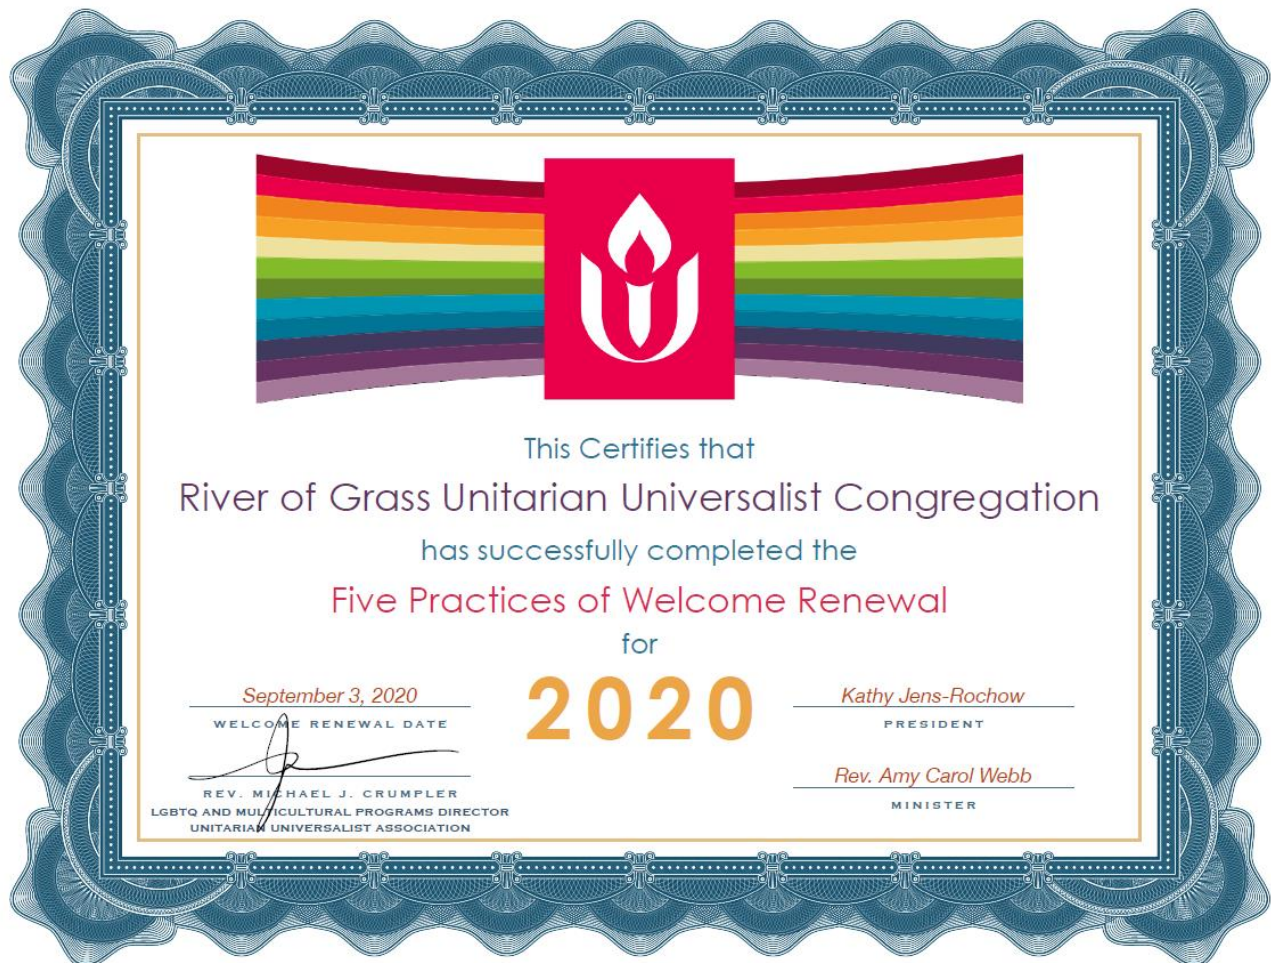 This Certifies that
River of Grass Unitarian Universalist Congregation
has successfully completed the
Five Practices of Welcome Renewal
for
2020
September 3, 2020
WELCOME RENEWAL DATE
REV. MICHAEL J. CRUMPLER
LGBTQ AND MULTICULTURAL PROGRAMS DIRECTOR
UNITARIAN UNIVERSALIST ASSOCIATION
Kathy Jens-Rochow
PRESIDENT
Rev. Amy Carol Webb
MINISTER